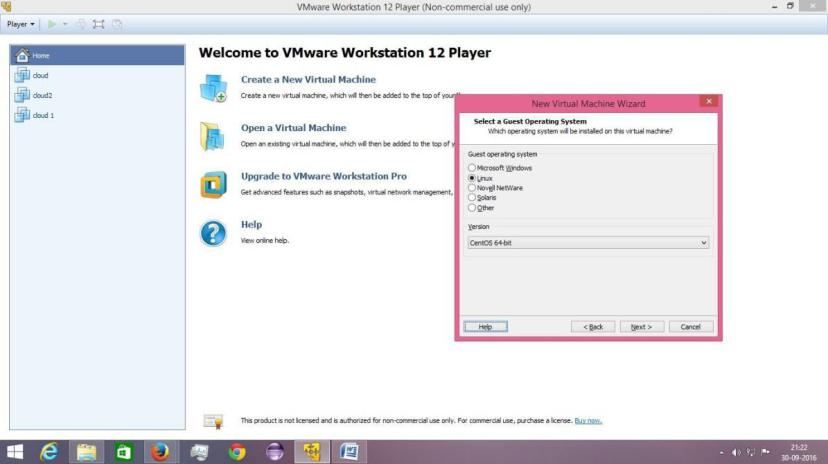 VMware Workstation 12 Player (Non-commercial use only)
Player
Home
cloud
cloud2
cloud 1
Welcome to VMware Workstation 12 Player
Create a New Virtual Machine
Create a new virtual machine, which will then be added to the top of your
Open a Virtual Machine
Open an existing virtual machine, which will then be added to the top of y
Upgrade to VMware Workstation Pro
Get advanced features such as snapshots, virtual network management,
Help
View online help.
New Virtual Machine Wizard
Select a Guest Operating System
Which operating system will be installed on this virtual machine?
Guest operating system
Microsoft Windows
Linux
Novell NetWare
Solaris
Other
Version
CentOS 64-bit
Help
< Back
Next >
Cancel
This product is not licensed and is authorized for non-commercial use only. For commercial use, purchase a license. Buy now.
21:22
30-09-2016